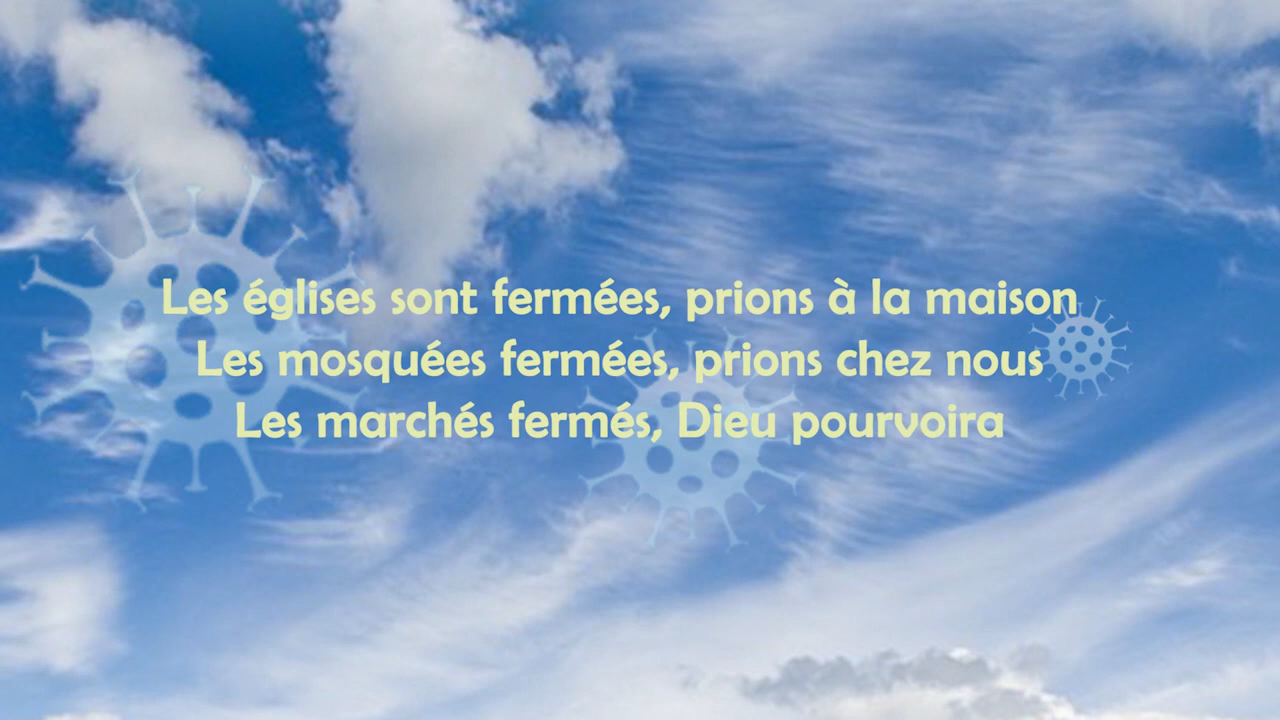 Les églises sont fermées, prions à la maison
Les mosquées fermées, prions chez nous
Les marchés fermés, Dieu pourvoira